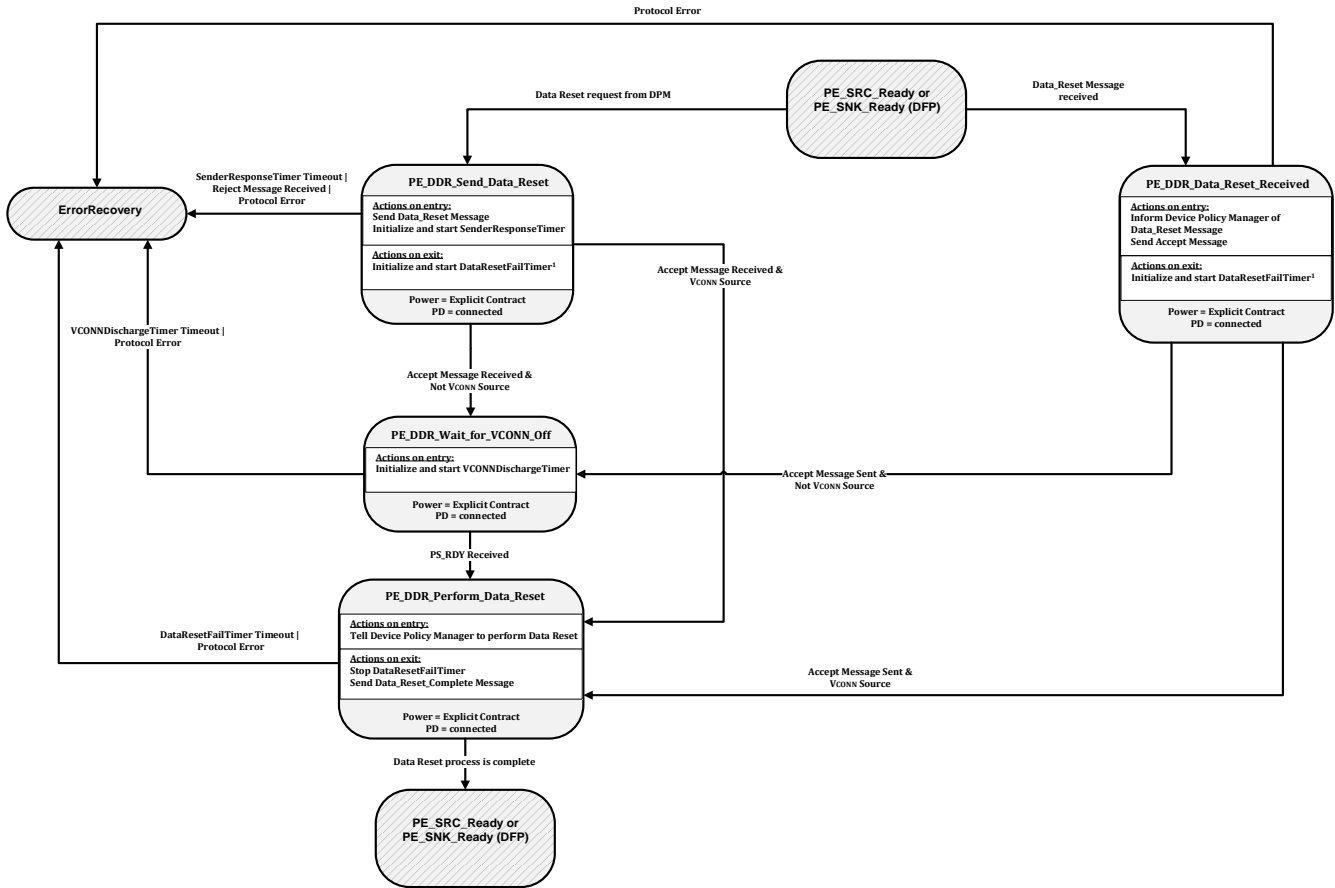 Protocol Error
PE_SRC_Ready or
PE_SNK_Ready (DFP)
Data Reset request from DPM
Data_Reset Message
received
SenderResponseTimer Timeout |
Reject Message Received |
Protocol Error
ErrorRecovery
PE_DDR_Send_Data_Reset
Actions on entry:
Send Data_Reset Message
Initialize and start SenderResponseTimer
Actions on exit:
Initialize and start DataResetFailTimer¹
Power = Explicit Contract
PD = connected
PE_DDR_Data_Reset_Received
Actions on entry:
Inform Device Policy Manager of
Data_Reset Message
Send Accept Message
Actions on exit:
Initialize and start DataResetFailTimer¹
Power = Explicit Contract
PD = connected
Accept Message Received &
VCONN Source
VCONNDischargeTimer Timeout |
Protocol Error
Accept Message Received &
Not VCONN Source
PE_DDR_Wait_for_VCONN_Off
Actions on entry:
Initialize and start VCONNDischargeTimer
Power = Explicit Contract
PD = connected
Accept Message Sent &
Not VCONN Source
PS_RDY Received
PE_DDR_Perform_Data_Reset
Actions on entry:
Tell Device Policy Manager to perform Data Reset
Actions on exit:
Stop DataResetFailTimer
Send Data_Reset_Complete Message
Power = Explicit Contract
PD = connected
DataResetFailTimer Timeout |
Protocol Error
Accept Message Sent &
VCONN Source
Data Reset process is complete
PE_SRC_Ready or
PE_SNK_Ready (DFP)